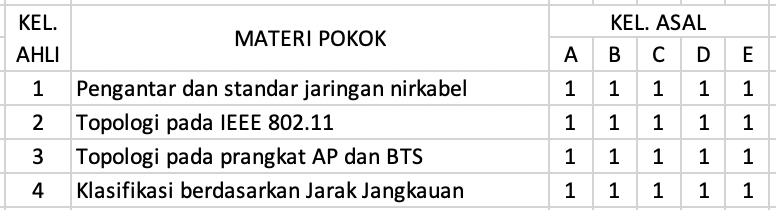 KEL. AHLI MATERI POKOK KEL. ASAL
A B C D E
1 Pengantar dan standar jaringan nirkabel 1 1 1 1 1
2 Topologi pada IEEE 802.11 1 1 1 1 1
3 Topologi pada prangkat AP dan BTS 1 1 1 1 1
4 Klasifikasi berdasarkan Jarak Jangkauan 1 1 1 1 1